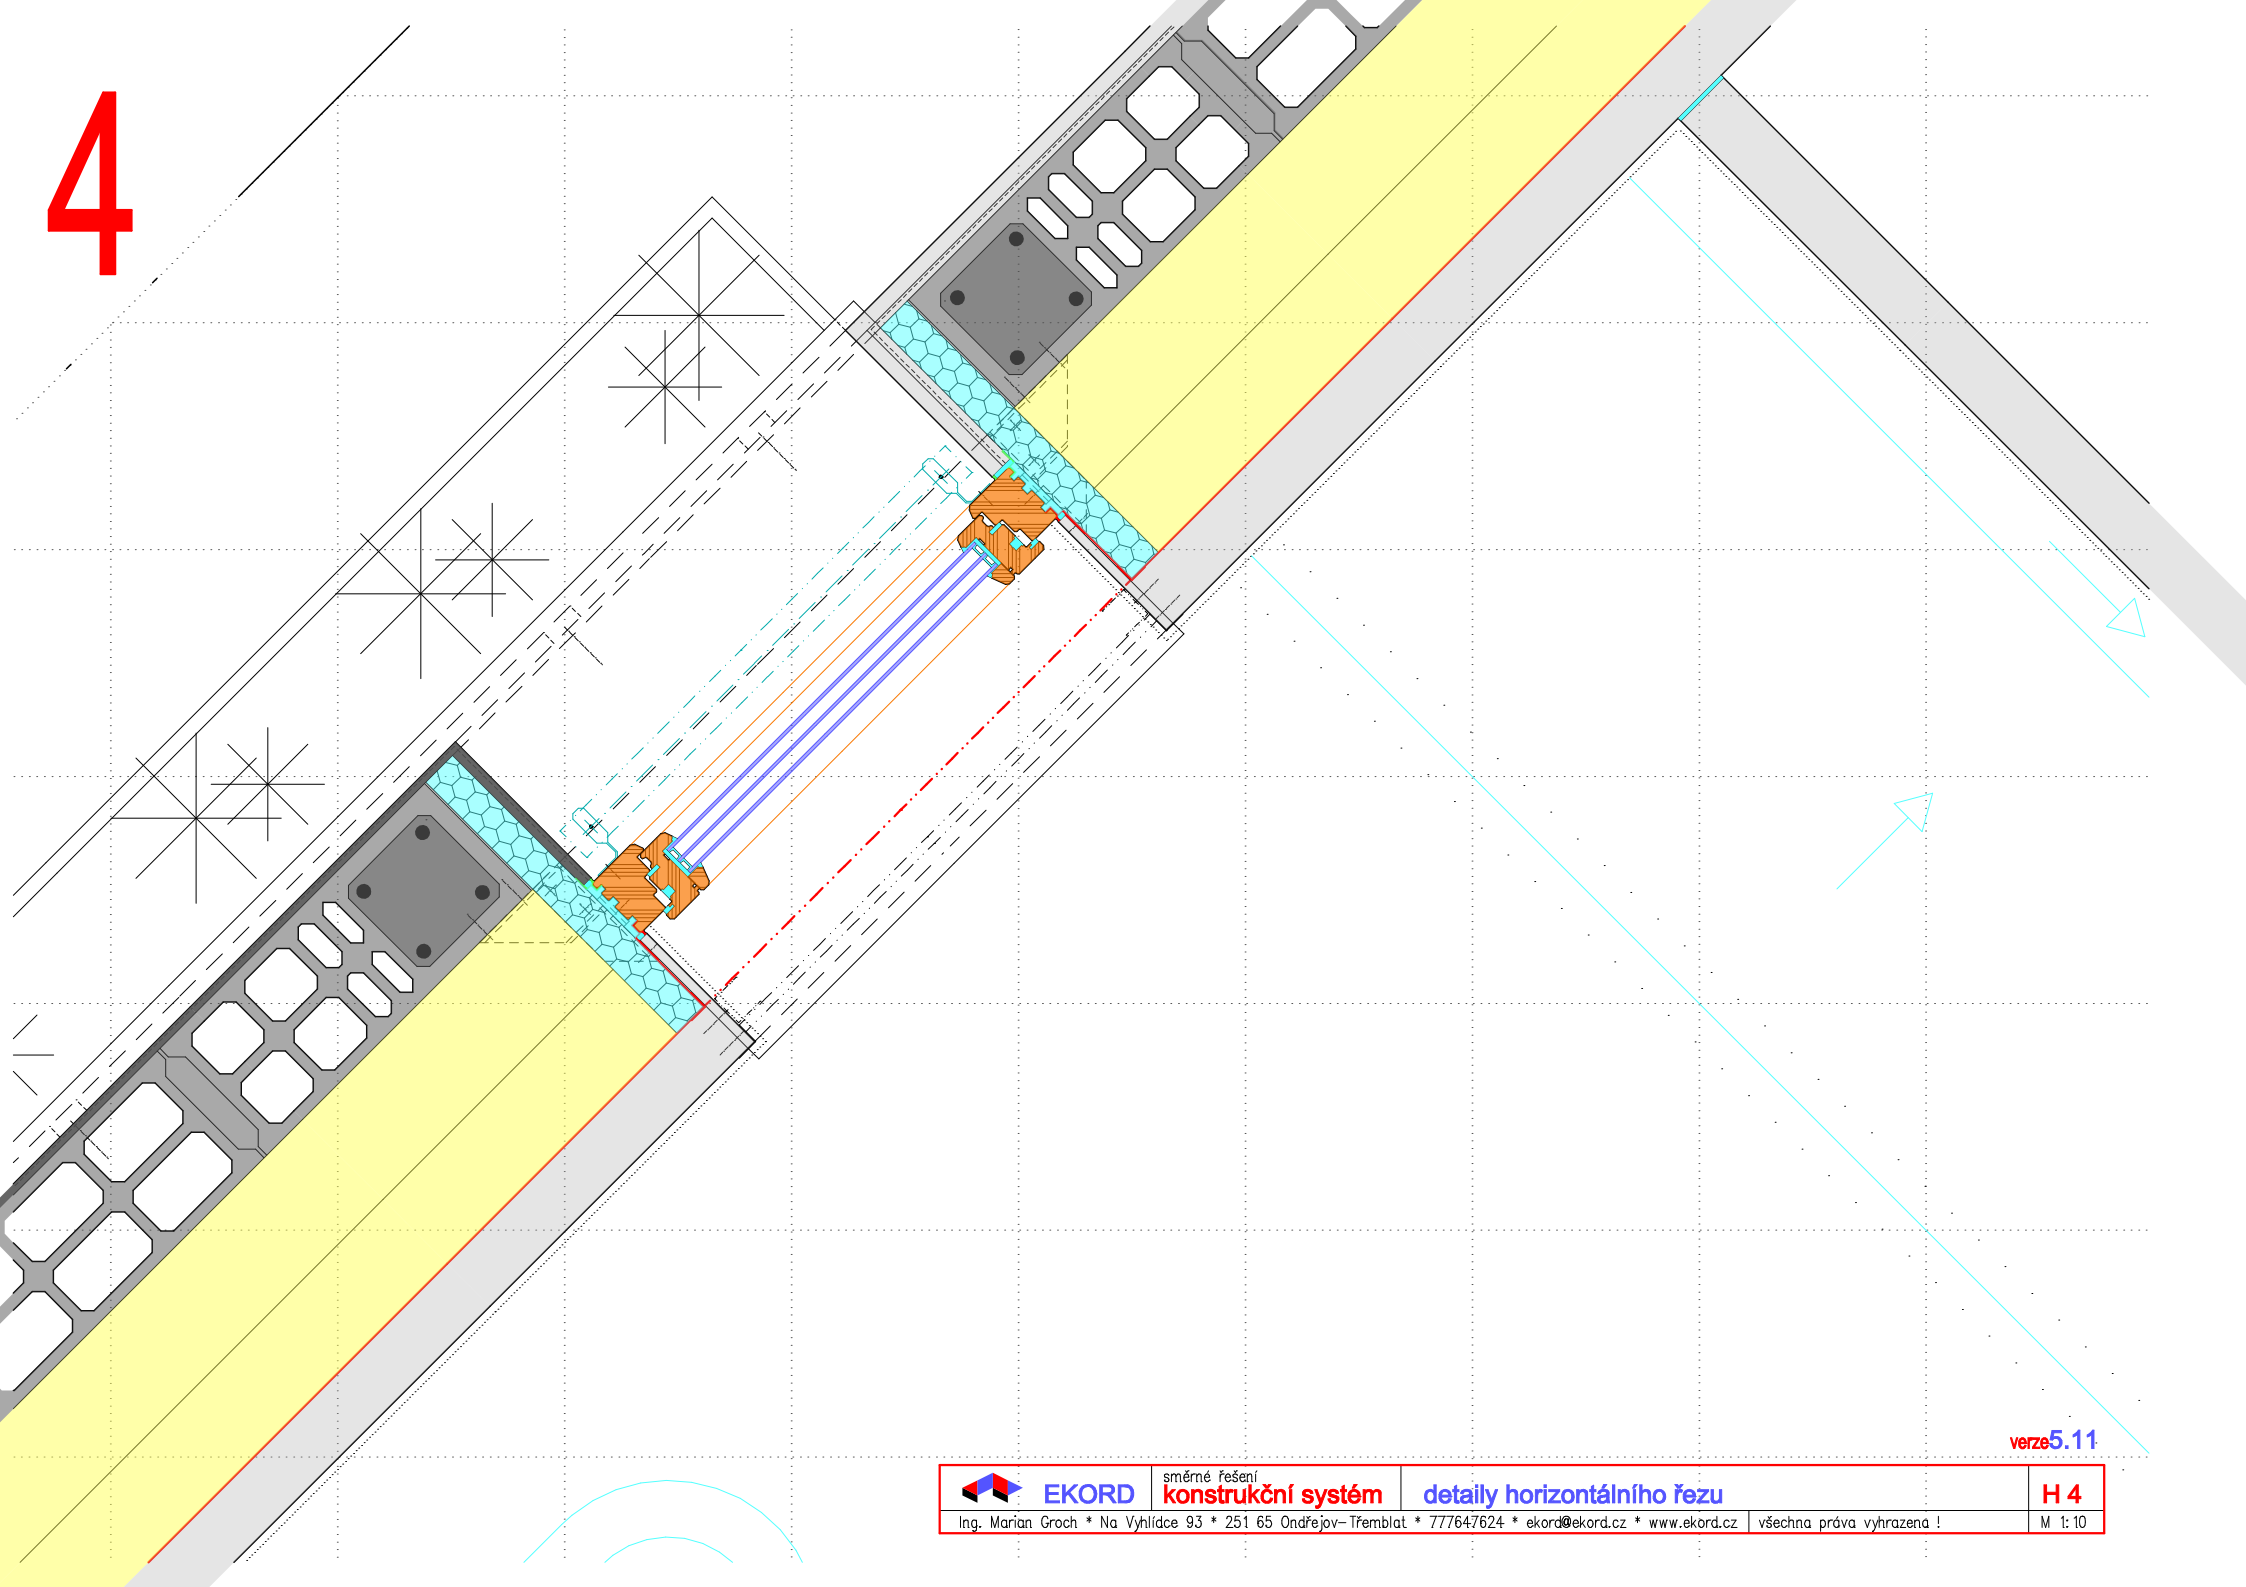 4
verze5.11
EKORD
směrné řešení
konstrukční systém
detaily horizontálního řezu
H 4
Ing. Marian Groch * Na Vyhlídce 93 * 251 65 Ondřejov-Třemblat * 777647624 * ekord@ekord.cz * www.ekord.cz
všechna práva vyhrazena !
M 1:10